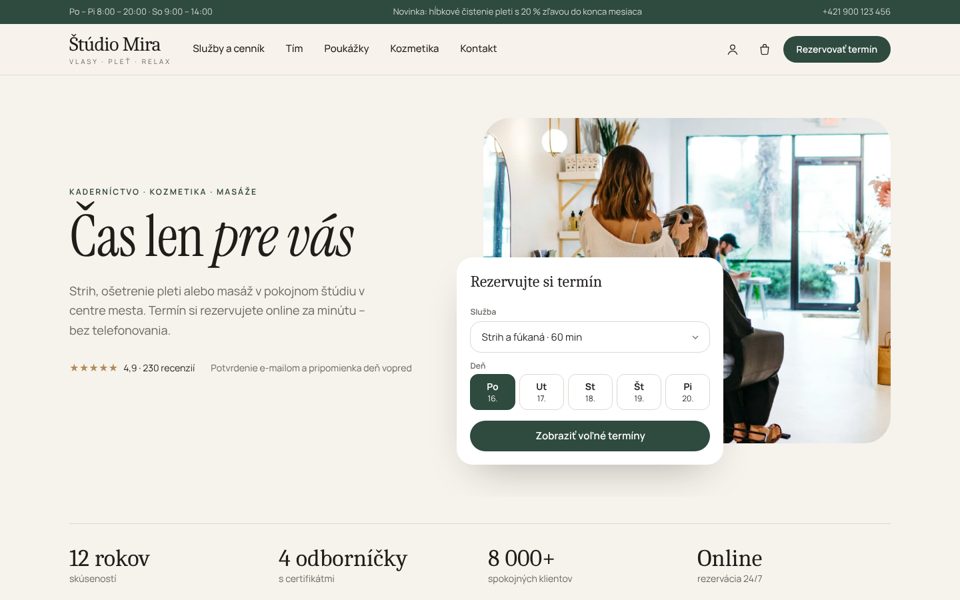 Po – Pi 8:00 – 20:00 · So 9:00 – 14:00
Novinka: hĺbkové čistenie pleti s 20 % zľavou do konca mesiaca
+421 900 123 456
Štúdio Mira
VLASY · PLEŤ · RELAX
Služby a cenník
Tím
Poukážky
Kozmetika
Kontakt
Rezervovať termín
KADERNÍCTVO · KOZMETIKA · MASÁŽE
Čas len pre vás
Strih, ošetrenie pleti alebo masáž v pokojnom štúdiu v
centre mesta. Termín si rezervujete online za minútu –
bez telefonovania.
★★★★★ 4,9 · 230 recenzií
Potvrdenie e-mailom a pripomienka deň vopred
Rezervujte si termín
Služba
Strih a fúkaná · 60 min
Deň
Po Ut St Št Pi
16. 17. 18. 19. 20.
Zobraziť voľné termíny
12 rokov
skúseností
4 odborníčky
s certifikátmi
8 000+
spokojných klientov
Online
rezervácia 24/7